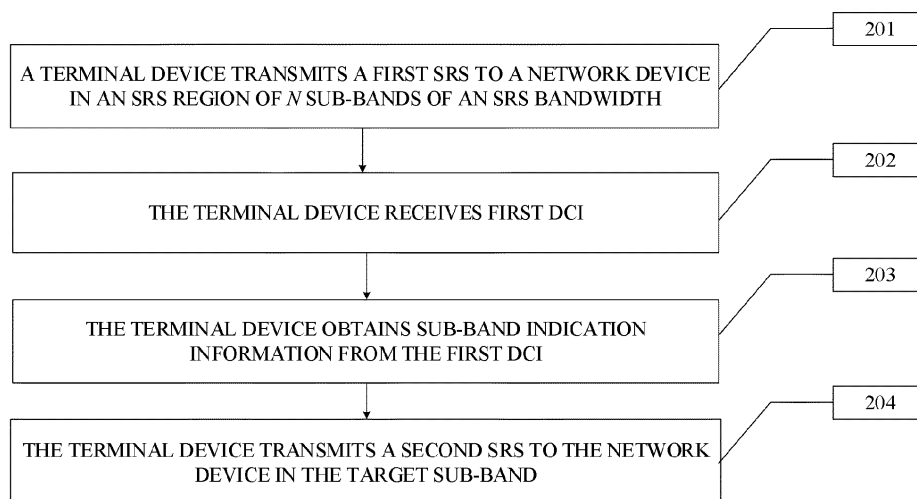 201
A TERMINAL DEVICE TRANSMITS A FIRST SRS TO A NETWORK DEVICE
IN AN SRS REGION OF N SUB-BANDS OF AN SRS BANDWIDTH
202
THE TERMINAL DEVICE RECEIVES FIRST DCI
203
THE TERMINAL DEVICE OBTAINS SUB-BAND INDICATION
INFORMATION FROM THE FIRST DCI
204
THE TERMINAL DEVICE TRANSMITS A SECOND SRS TO THE NETWORK
DEVICE IN THE TARGET SUB-BAND